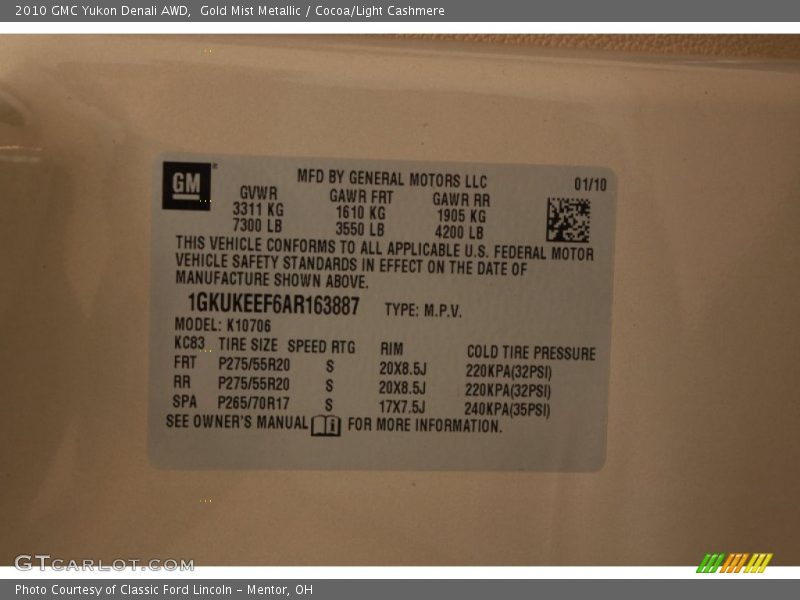 2010 GMC Yukon Denali AWD,  Gold Mist Metallic / Cocoa/Light Cashmere
GM
MFD BY GENERAL MOTORS LLC 01/10
GVWR GAWR FRT GAWR RR
3311 KG 1610 KG 1905 KG
7300 LB 3550 LB 4200 LB
THIS VEHICLE CONFORMS TO ALL APPLICABLE U.S. FEDERAL MOTOR
VEHICLE SAFETY STANDARDS IN EFFECT ON THE DATE OF
MANUFACTURE SHOWN ABOVE.
1GKUKEEF6AR163887 TYPE: M.P.V.
MODEL: K10706
KC83 TIRE SIZE SPEED RTG RIM COLD TIRE PRESSURE
FRT P275/55R20 S 20X8.5J 220KPA(32PSI)
RR P275/55R20 S 20X8.5J 220KPA(32PSI)
SPA P265/70R17 S 17X7.5J 240KPA(35PSI)
SEE OWNER'S MANUAL FOR MORE INFORMATION.
GTCARLOT.COM
Photo Courtesy of Classic Ford Lincoln - Mentor, OH